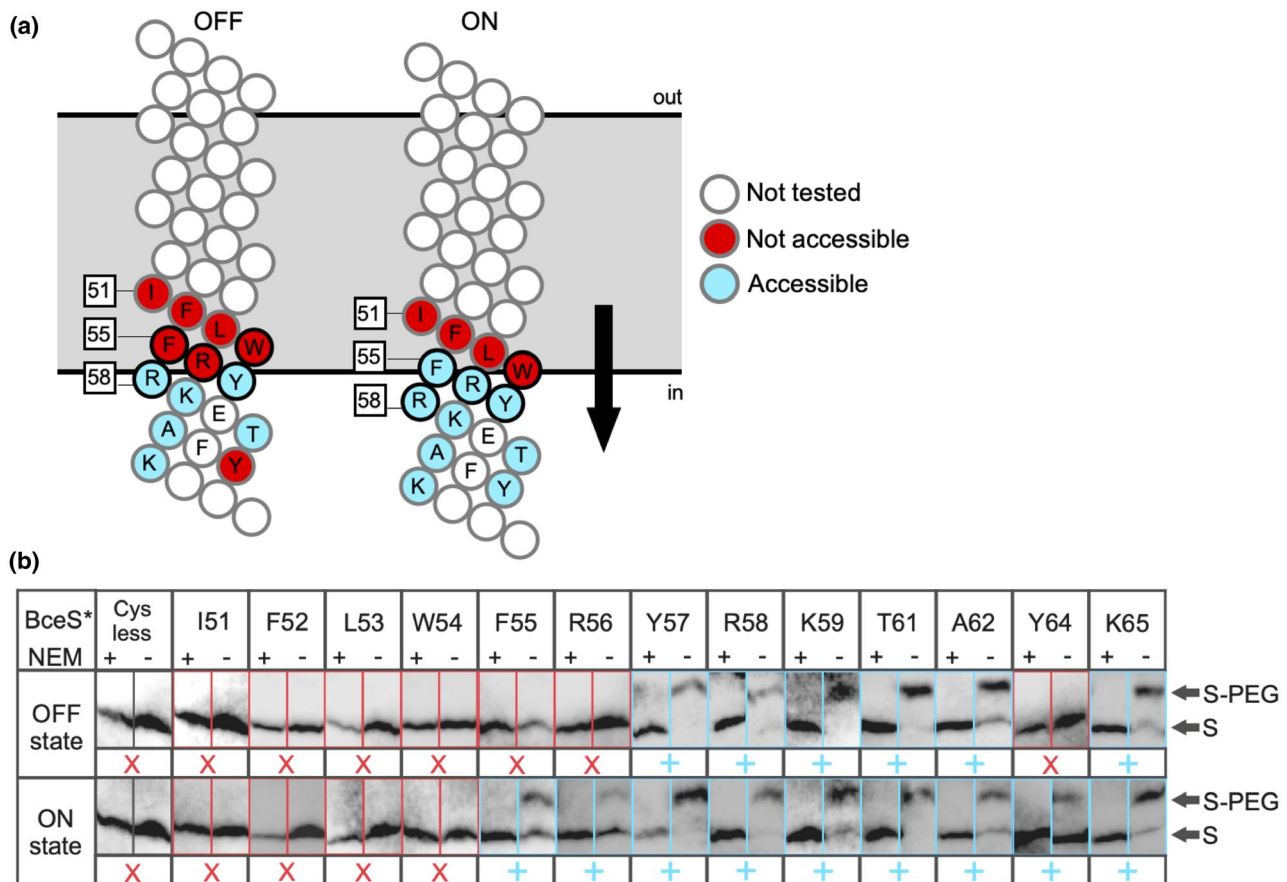 (a)
OFF
ON
out
in
51
I
F
L
W
55
F
R
58
R
Y
K
E
A
T
F
K
Y
51
I
F
L
W
55
F
R
58
R
Y
K
E
A
T
F
K
Y
Not tested
Not accessible
Accessible
(b)
BceS* Cys less I51 F52 L53 W54 F55 R56 Y57 R58 K59 T61 A62 Y64 K65
NEM + - + - + - + - + - + - + - + - + - + - + - + - + - + -
OFF state
S-PEG
S
X X X X X X X + + + + + X +
ON state
S-PEG
S
X X X X X + + + + + + + + +